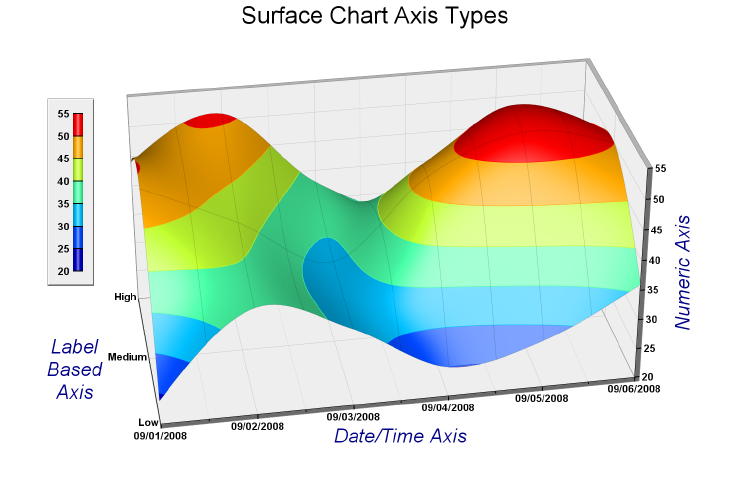 Surface Chart Axis Types
55
50
45
40
35
30
25
20
55
50
45
40
35
30
25
20
Numeric Axis
High
Medium
Low
Label
Based
Axis
09/01/2008
09/02/2008
09/03/2008
09/04/2008
09/05/2008
09/06/2008
Date/Time Axis